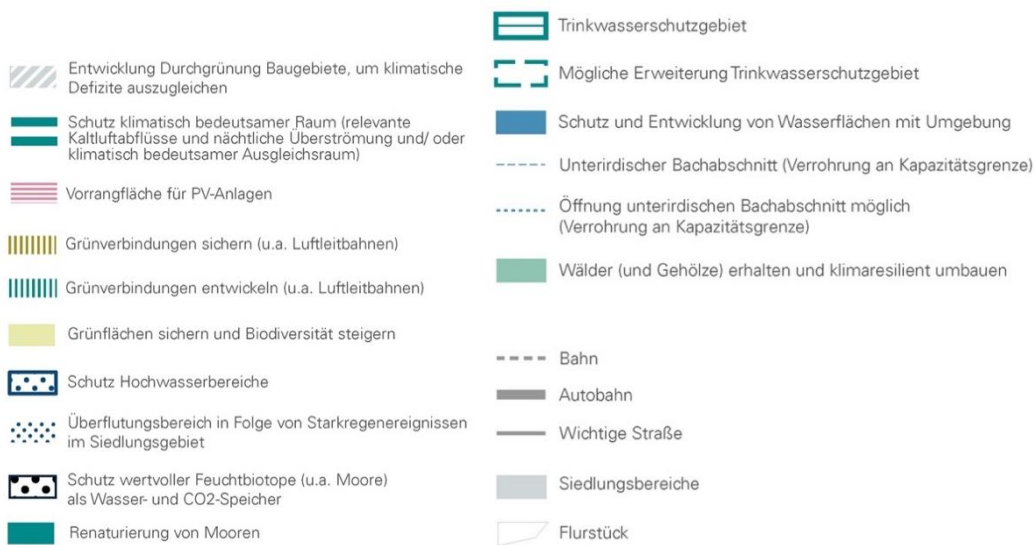 Entwicklung Durchgrünung Baugebiete, um klimatische
Defizite auszugleichen
Schutz klimatisch bedeutsamer Raum (relevante
Kaltluftabflüsse und nächtliche Überströmung und/ oder
klimatisch bedeutsamer Ausgleichsraum)
Vorrangfläche für PV-Anlagen
Grünverbindungen sichern (u.a. Luftleitbahnen)
Grünverbindungen entwickeln (u.a. Luftleitbahnen)
Grünflächen sichern und Biodiversität steigern
Schutz Hochwasserbereiche
Überflutungsbereich in Folge von Starkregenereignissen
im Siedlungsgebiet
Schutz wertvoller Feuchtbiotope (u.a. Moore)
als Wasser- und CO2-Speicher
Renaturierung von Mooren
Trinkwasserschutzgebiet
Mögliche Erweiterung Trinkwasserschutzgebiet
Schutz und Entwicklung von Wasserflächen mit Umgebung
Unterirdischer Bachabschnitt (Verrohrung an Kapazitätsgrenze)
Öffnung unterirdischen Bachabschnitt möglich
(Verrohrung an Kapazitätsgrenze)
Wälder (und Gehölze) erhalten und klimaresilient umbauen
Bahn
Autobahn
Wichtige Straße
Siedlungsbereiche
Flurstück